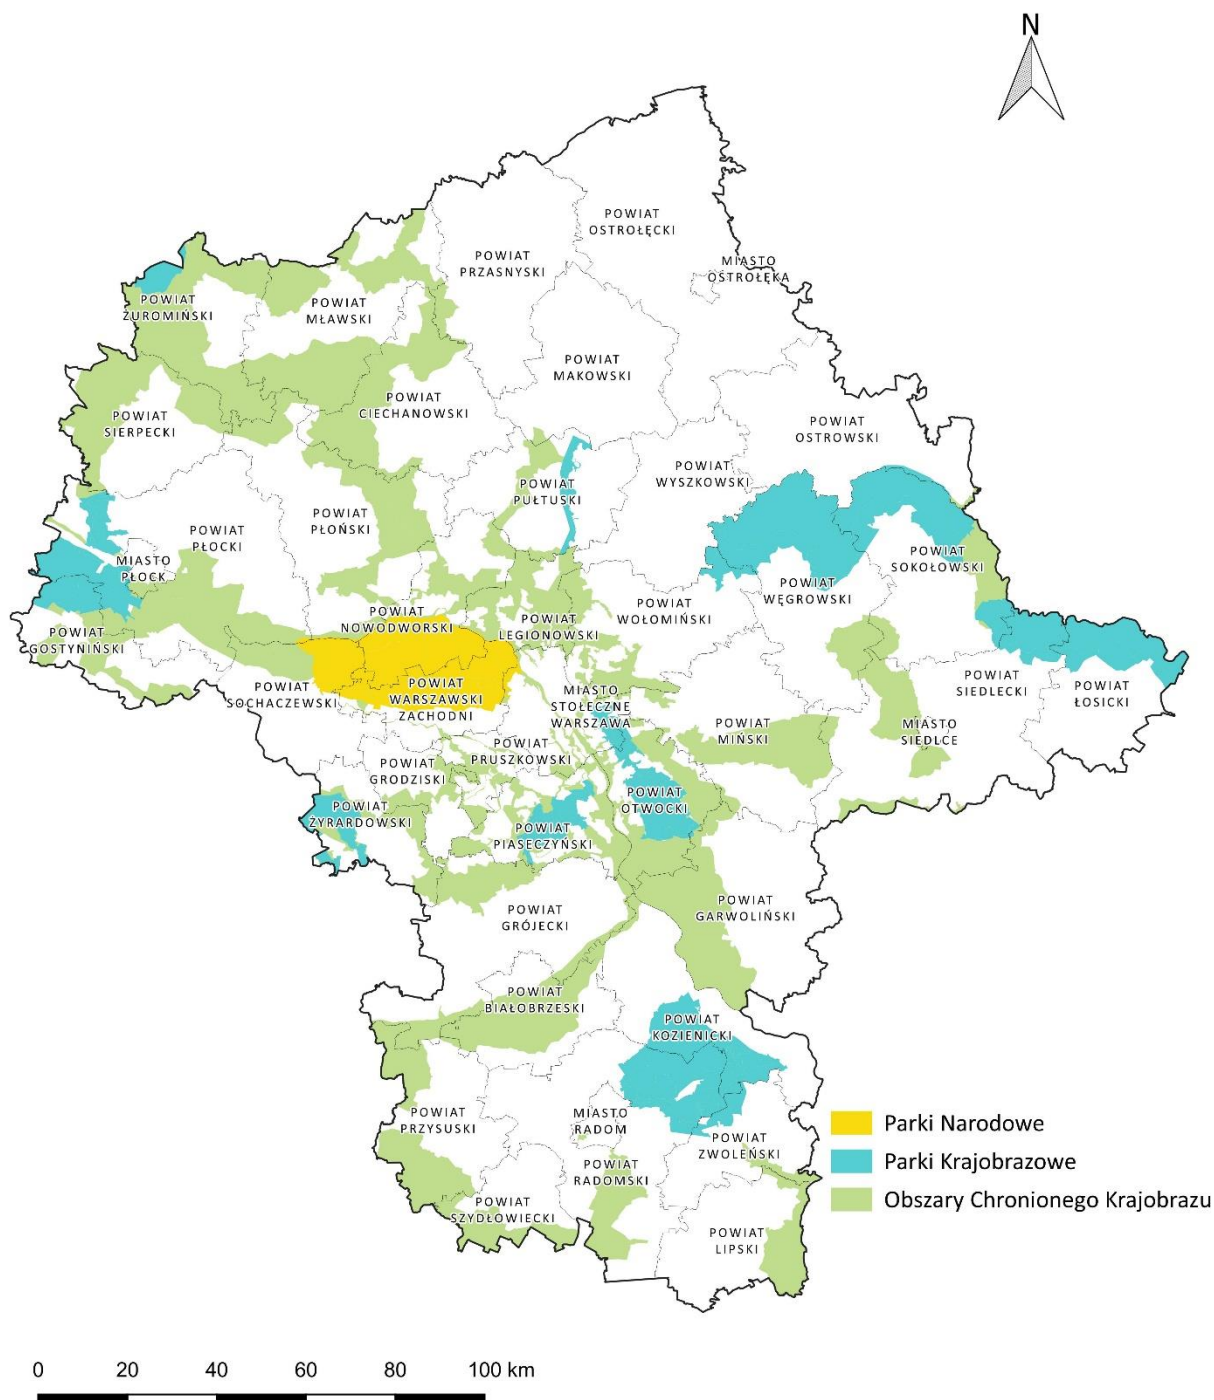 N
POWIAT
OSTROŁĘCKI
POWIAT
PRZASNYSKI
MIASTO
OSTROŁĘKA
POWIAT
ŻUROMIŃSKI
POWIAT
MŁAWSKI
POWIAT
MAKOWSKI
POWIAT
CIECHANOWSKI
POWIAT
SIERPECKI
POWIAT
OSTROWSKI
POWIAT
WYSZKOWSKI
POWIAT
PUŁTUSKI
POWIAT
PŁOŃSKI
POWIAT
PŁOCKI
MIASTO
PŁOCK
POWIAT
SOKOŁOWSKI
POWIAT
WĘGROWSKI
POWIAT
WOŁOMIŃSKI
POWIAT
NOWODWORSKI
POWIAT
LEGIONOWSKI
POWIAT
GOSTYNIŃSKI
POWIAT
SOCHACZEWSKI
POWIAT
WARSZAWSKI
ZACHODNI
MIASTO
STOŁECZNE
WARSZAWA
POWIAT
SIEDLECKI
POWIAT
ŁOSICKI
POWIAT
MIŃSKI
MIASTO
SIEDLCE
POWIAT
PRUSZKOWSKI
POWIAT
GRODZISKI
POWIAT
OTWOCKI
POWIAT
ŻYRARDOWSKI
POWIAT
PIASECZYŃSKI
POWIAT
GARWOLIŃSKI
POWIAT
GRÓJECKI
POWIAT
BIAŁOBRZESKI
POWIAT
KOZIENICKI
POWIAT
PRZYSUSKI
MIASTO
RADOM
POWIAT
ZWOLEŃSKI
POWIAT
RADOMSKI
POWIAT
SZYDŁOWIECKI
POWIAT
LIPSKI
Parki Narodowe
Parki Krajobrazowe
Obszary Chronionego Krajobrazu
0 20 40 60 80 100 km